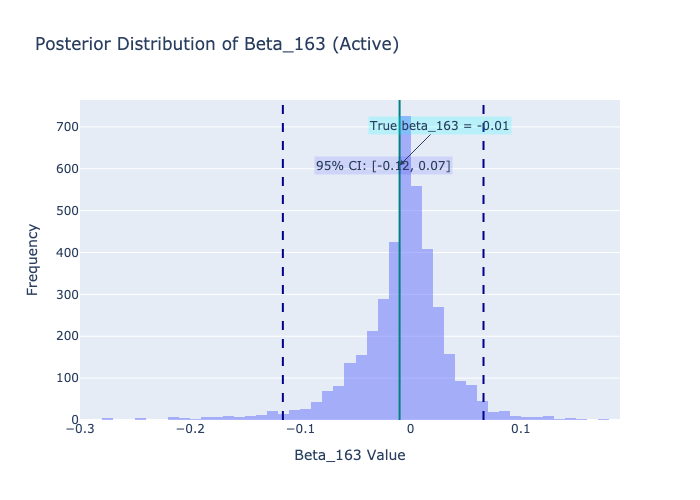 Posterior Distribution of Beta_163 (Active)
True beta_163 = -0.01
95% CI: [-0.12, 0.07]
700
600
500
400
300
200
100
0
Frequency
−0.3
−0.2
−0.1
0
0.1
Beta_163 Value